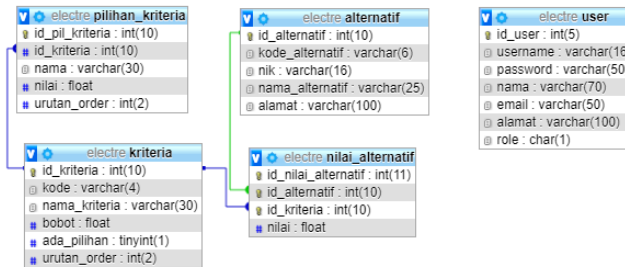 electre pilihan_kriteria
id_pil_kriteria : int(10)
id_kriteria : int(10)
nama : varchar(30)
nilai : float
urutan_order : int(2)
electre alternatif
id_alternatif : int(10)
kode_alternatif : varchar(6)
nik : varchar(16)
nama_alternatif : varchar(25)
alamat : varchar(100)
electre user
id_user : int(5)
username : varchar(16
password : varchar(50
nama : varchar(70)
email : varchar(50)
alamat : varchar(100)
role : char(1)
electre kriteria
id_kriteria : int(10)
kode : varchar(4)
nama_kriteria : varchar(30)
bobot : float
ada_pilihan : tinyint(1)
urutan_order : int(2)
electre nilai_alternatif
id_nilai_alternatif : int(11)
id_alternatif : int(10)
id_kriteria : int(10)
nilai : float